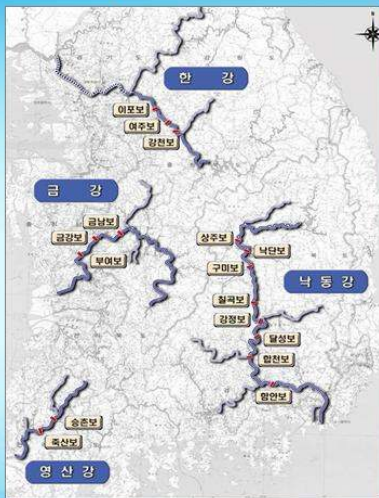 한 강
이포보
여주보
강천보
금 강
금남보
금강보
부여보
상주보
낙단보
구미보
낙 동 강
칠곡보
강정보
달성보
합천보
함안보
승촌보
죽산보
영 산 강